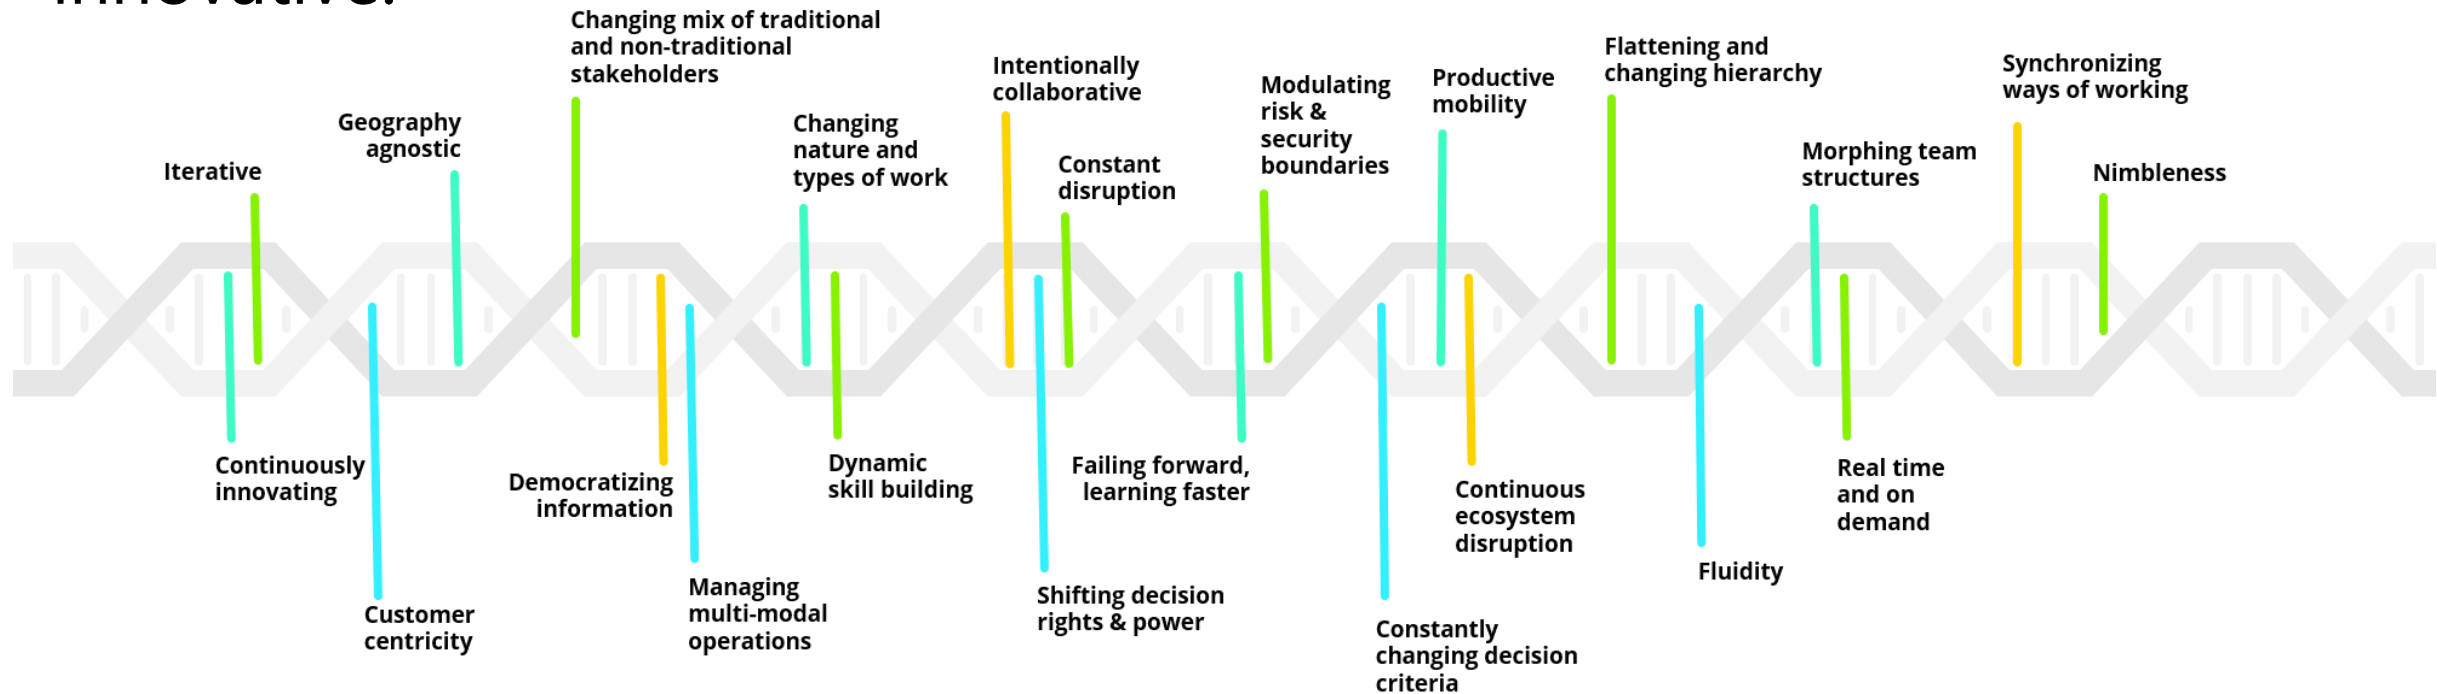 innovative.
Changing mix of traditional
and non-traditional
stakeholders
Iterative
Geography
agnostic
Changing
nature and
types of work
Intentionally
collaborative
Constant
disruption
Modulating
risk &
security
boundaries
Productive
mobility
Flattening and
changing hierarchy
Morphing team
structures
Synchronizing
ways of working
Nimbleness
Continuously
innovating
Customer
centricity
Democratizing
information
Managing
multi-modal
operations
Dynamic
skill building
Shifting decision
rights & power
Failing forward,
learning faster
Constantly
changing decision
criteria
Continuous
ecosystem
disruption
Fluidity
Real time
and on
demand